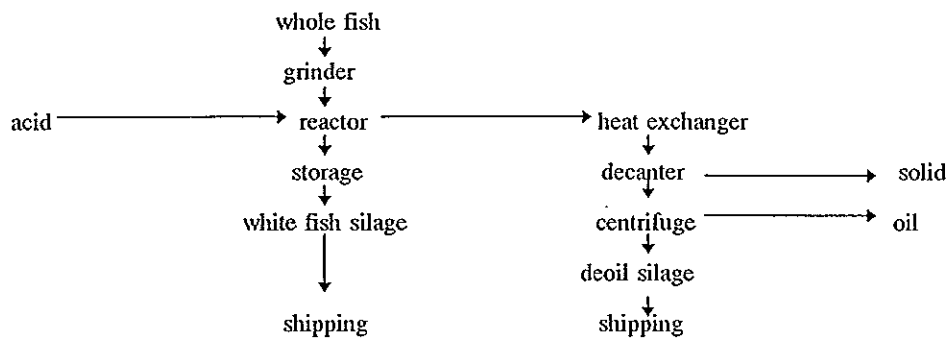 whole fish
grinder
acid reactor heat exchanger
storage decanter solid
white fish silage centrifuge oil
deoil silage
shipping shipping